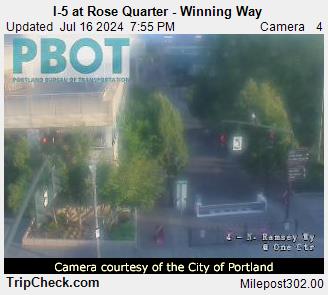 I-5 at Rose Quarter - Winning Way
Updated Jul 16 2024 7:55 PM Camera 4
PBOT
PORTLAND BUREAU OF TRANSPORTATION
4 - N. Ramsey Wy
@ One Ctr
Camera courtesy of the City of Portland
TripCheck.com Milepost302.00